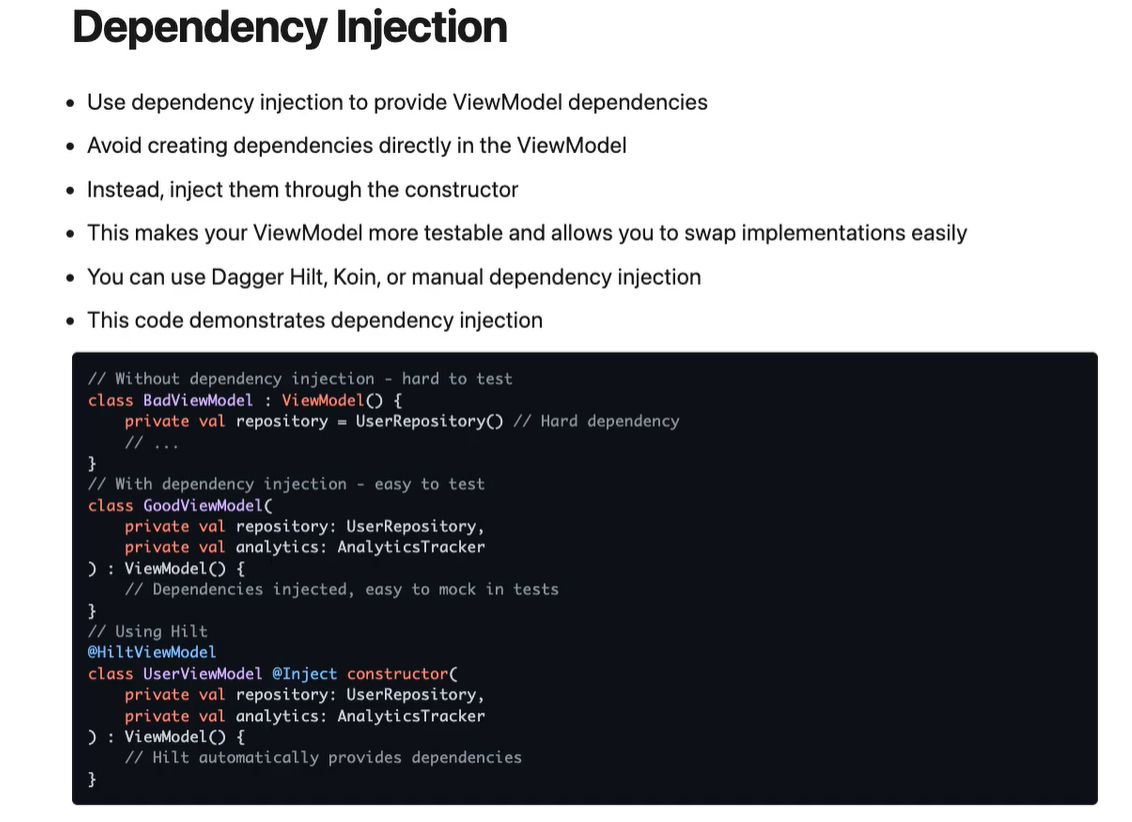 Dependency Injection
• Use dependency injection to provide ViewModel dependencies
• Avoid creating dependencies directly in the ViewModel
• Instead, inject them through the constructor
• This makes your ViewModel more testable and allows you to swap implementations easily
• You can use Dagger Hilt, Koin, or manual dependency injection
• This code demonstrates dependency injection
// Without dependency injection - hard to test
class BadViewModel : ViewModel() {
    private val repository = UserRepository() // Hard dependency
    // ...
}
// With dependency injection - easy to test
class GoodViewModel(
    private val repository: UserRepository,
    private val analytics: AnalyticsTracker
) : ViewModel() {
    // Dependencies injected, easy to mock in tests
}
// Using Hilt
@HiltViewModel
class UserViewModel @Inject constructor(
    private val repository: UserRepository,
    private val analytics: AnalyticsTracker
) : ViewModel() {
    // Hilt automatically provides dependencies
}